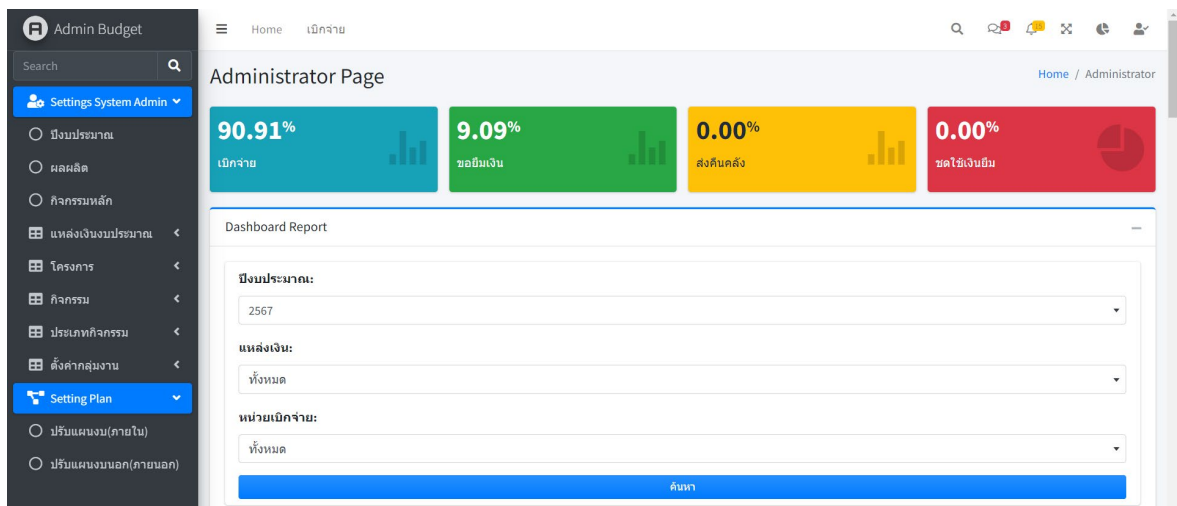 Admin Budget
Home เบิกจ่าย
3
15
Search
Administrator Page
Home / Administrator
Settings System Admin
ปีงบประมาณ
ผลผลิต
กิจกรรมหลัก
แหล่งเงินงบประมาณ
โครงการ
กิจกรรม
ประเภทกิจกรรม
ตั้งค่ากลุ่มงาน
Setting Plan
ปรับแผนงบ(ภายใน)
ปรับแผนงบนอก(ภายนอก)
90.91%
เบิกจ่าย
9.09%
ขอยืมเงิน
0.00%
ส่งคืนคลัง
0.00%
ชดใช้เงินยืม
Dashboard Report
ปีงบประมาณ:
2567
แหล่งเงิน:
ทั้งหมด
หน่วยเบิกจ่าย:
ทั้งหมด
ค้นหา